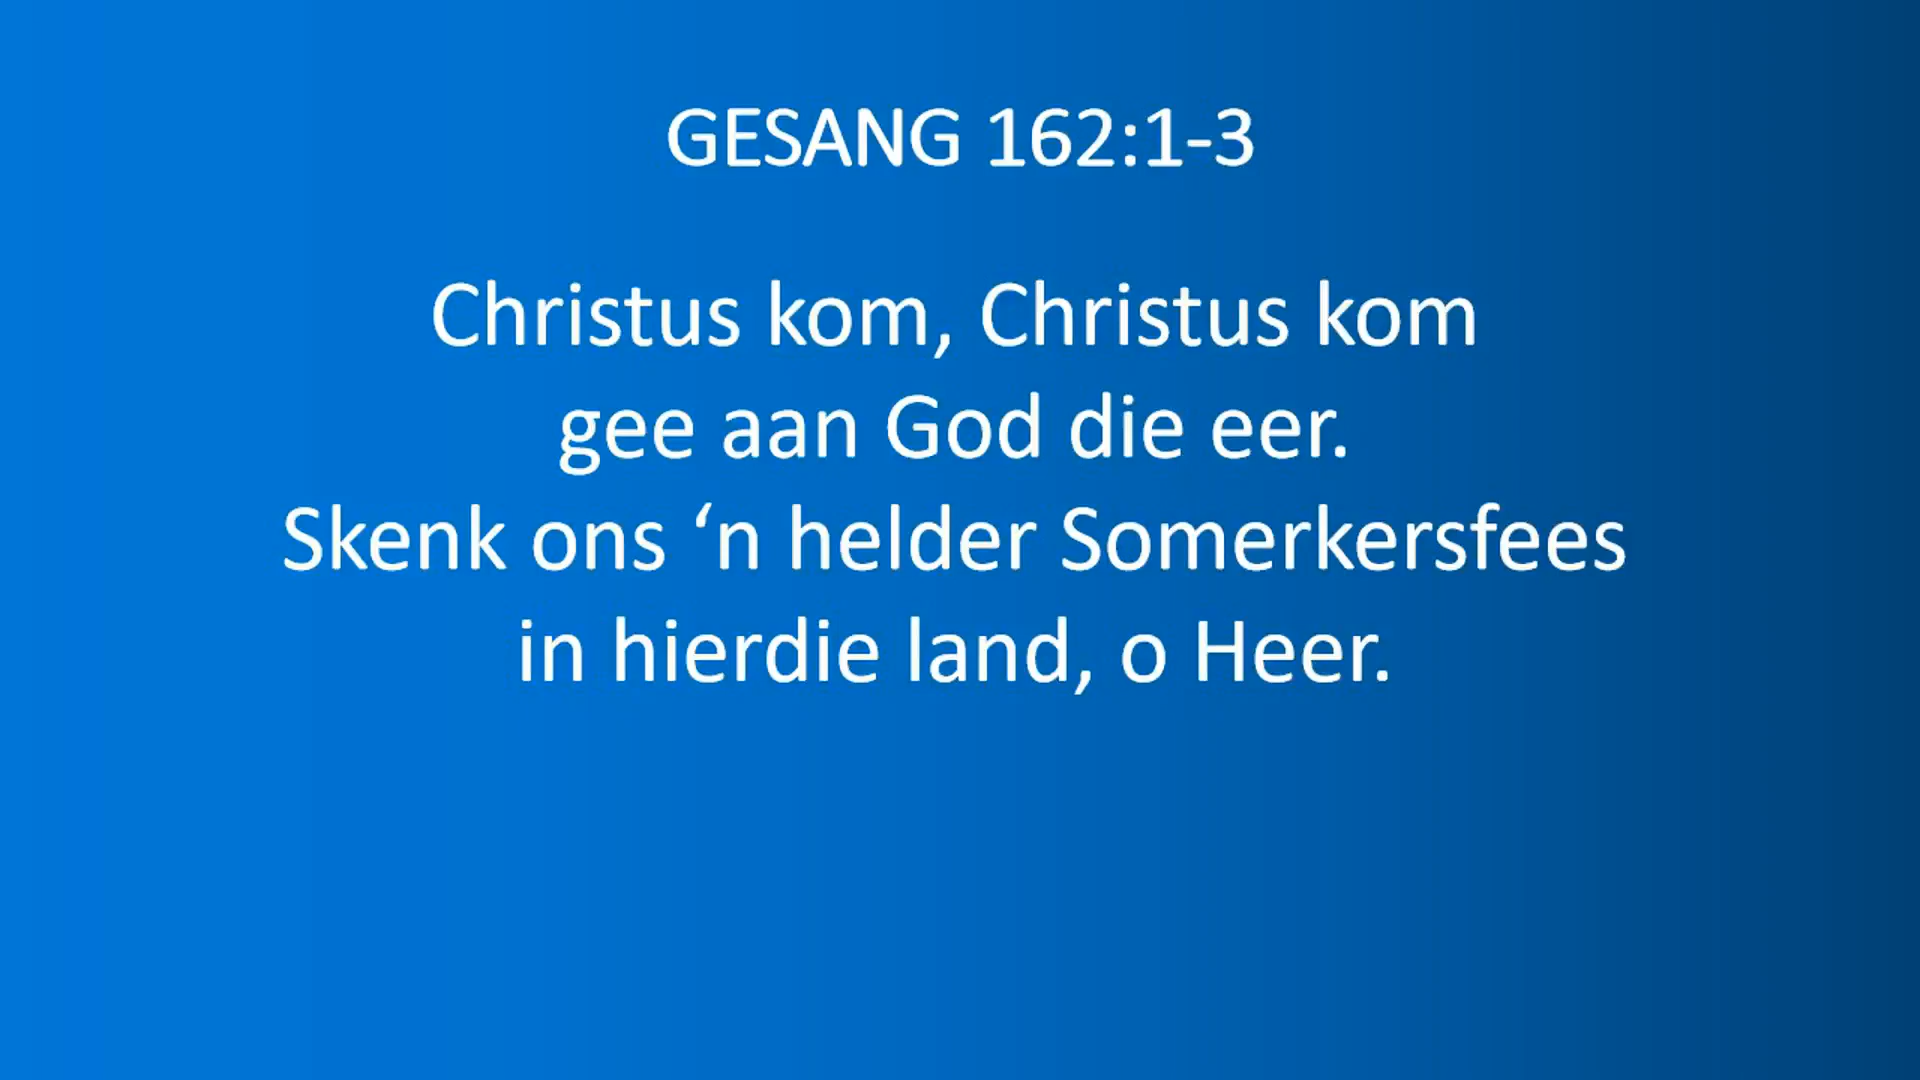 GESANG 162:1-3
Christus kom, Christus kom
gee aan God die eer.
Skenk ons ‘n helder Somerkersfees
in hierdie land, o Heer.